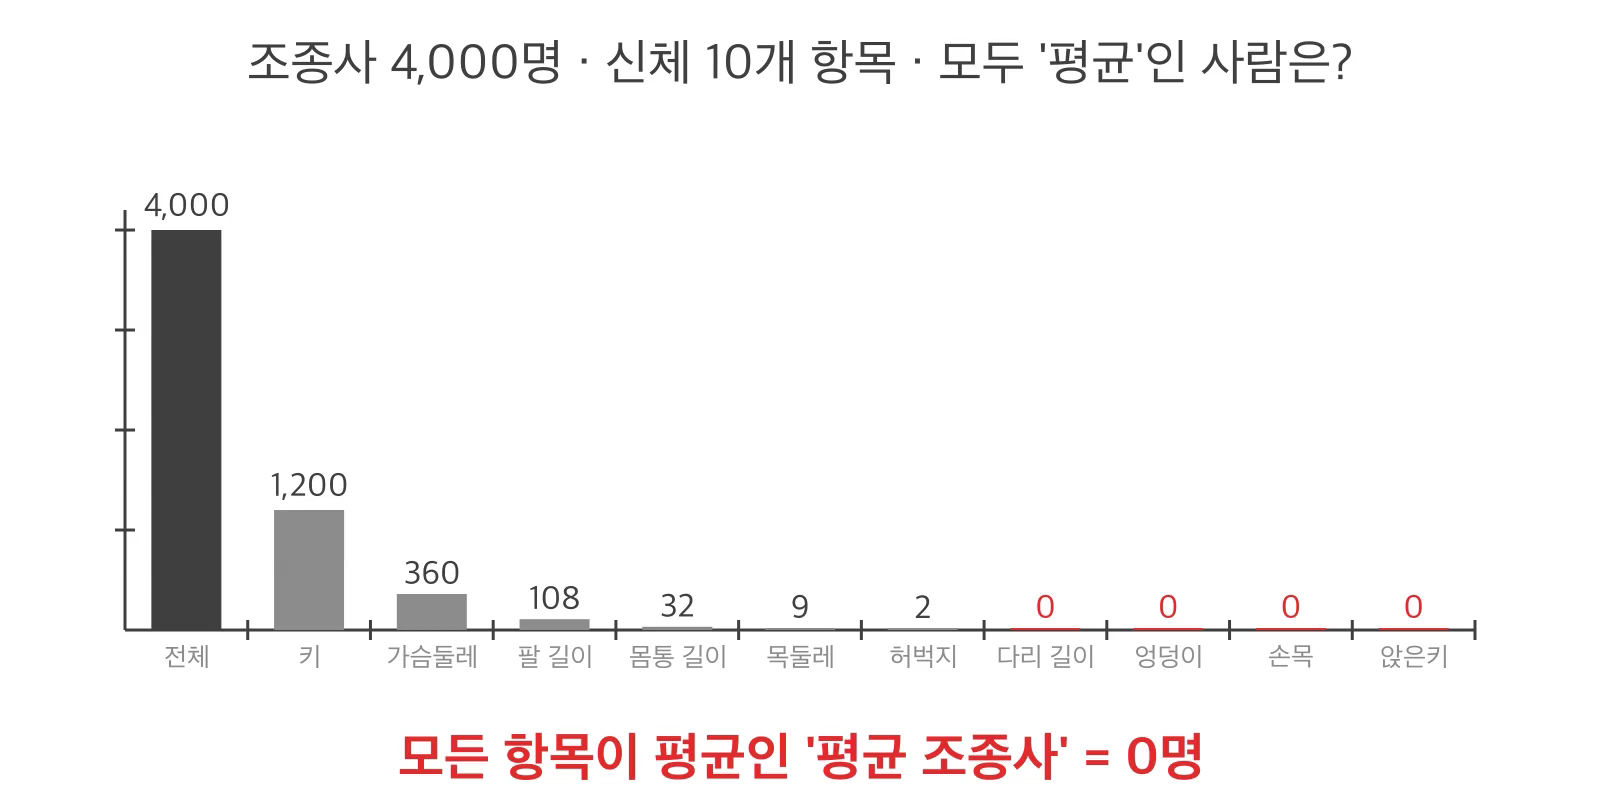 조종사 4,000명 · 신체 10개 항목 · 모두 '평균'인 사람은?
4,000
1,200
360
108
32
9
2
0
0
0
0
전체
키
가슴둘레
팔 길이
몸통 길이
목둘레
허벅지
다리 길이
엉덩이
손목
앉은키
모든 항목이 평균인 '평균 조종사' = 0명